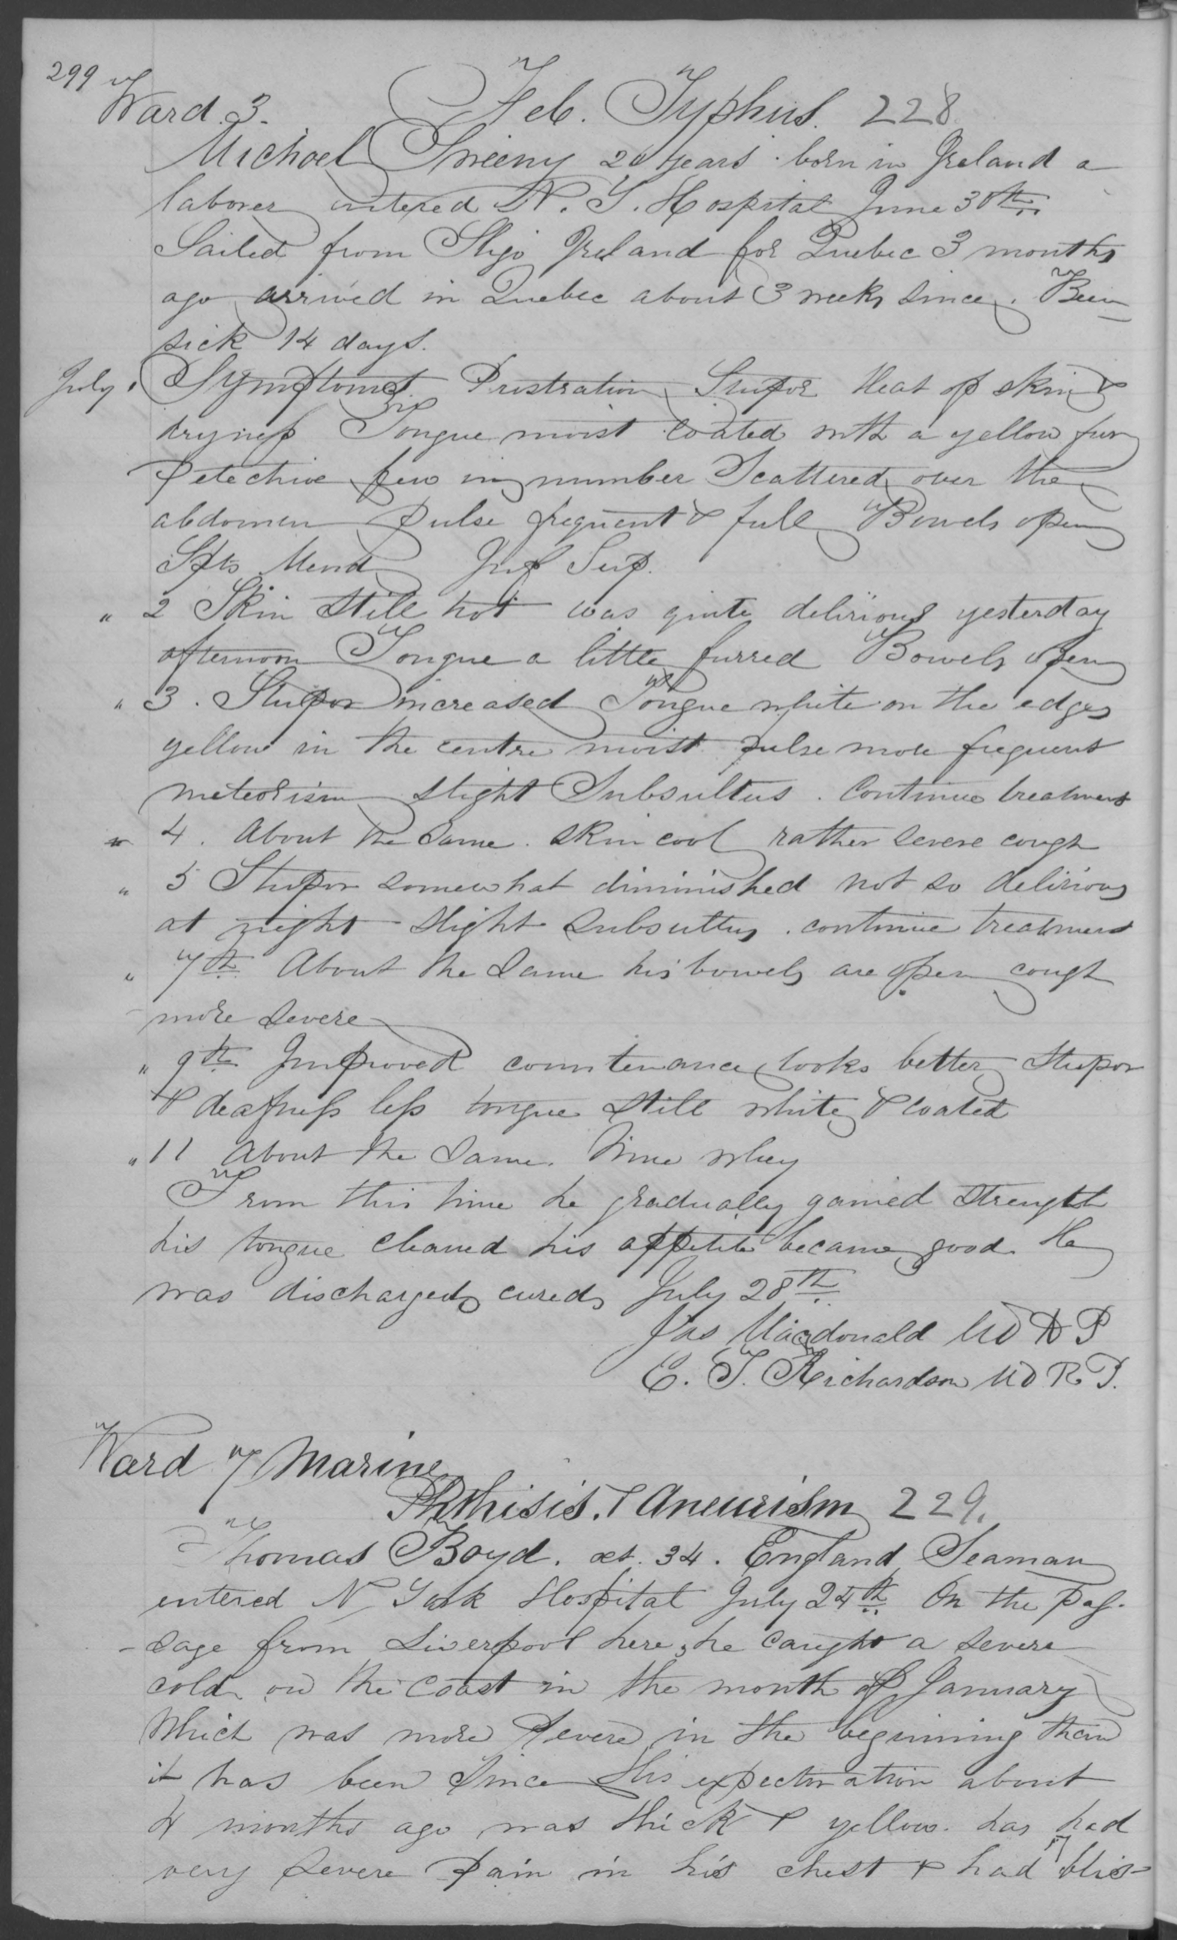 299
Ward 3. Feb. Typhus. 228
Michael Sweeny 20 years born in Ireland a
laborer entered N. Y. Hospital June 30th
Sailed from Sligo Ireland for Quebec 3 months
ago arrived in Quebec about 3 weeks since. Been
sick 14 days.
July 1 Symptoms Prostration Stupor Heat of skin &
dryness Tongue moist coated with a yellow fur
Petechiae few in number Scattered over the
abdomen pulse frequent & full Bowels open
Spts Mend Inf Serp.
" 2 Skin still hot was quite delirious yesterday
afternoon Tongue a little furred Bowels open
" 3. Stupor increased Tongue white on the edges
yellow in the centre moist pulse more frequent
meteorism slight Subsultus. Continue treatment
" 4. About the Same. Skin cool rather severe cough
" 5 Stupor somewhat diminished not so delirious
at night slight subsultus. continue treatment
" 7th About the Same his bowels are open cough
more severe
" 9th Improved countenance looks better Stupor
& deafness less tongue still white & coated
" 11 About the Same. Wine whey
From this time he gradually gained strength
his tongue cleaned his appetite became good. He
was discharged cured July 28th
Jas Macdonald MD H P
E. T. Richardson MD R. P.
Ward 7 Marine
Phthisis. & Aneurism 229.
Thomas Boyd. aet. 34. England, Seaman
entered N York Hospital July 24th On the pas-
-sage from Liverpool here, he caught a severe
cold on the Coast in the month of January
Which was more severe in the beginning than
it has been Since His expectoration about
4 months ago was thick & yellow. has had
very severe pain in his chest & had 7 blis-